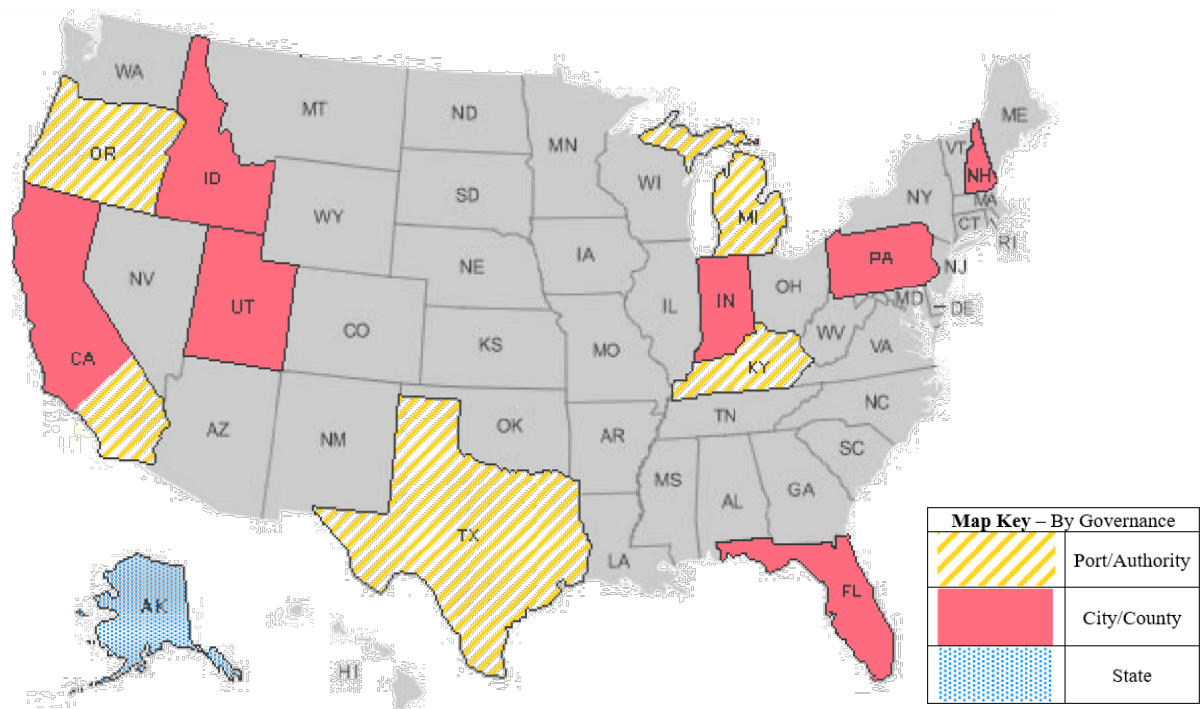 WA
MT
ND
MN
ME
VT
NH
OR
ID
SD
WI
NY
MA
WY
MI
CT
RI
NV
UT
NE
IA
PA
NJ
IL
IN
OH
MD
DE
CO
KS
MO
WV
VA
CA
KY
NC
AZ
NM
OK
AR
TN
SC
TX
MS
AL
GA
LA
FL
AK
HI
Map Key – By Governance
Port/Authority
City/County
State